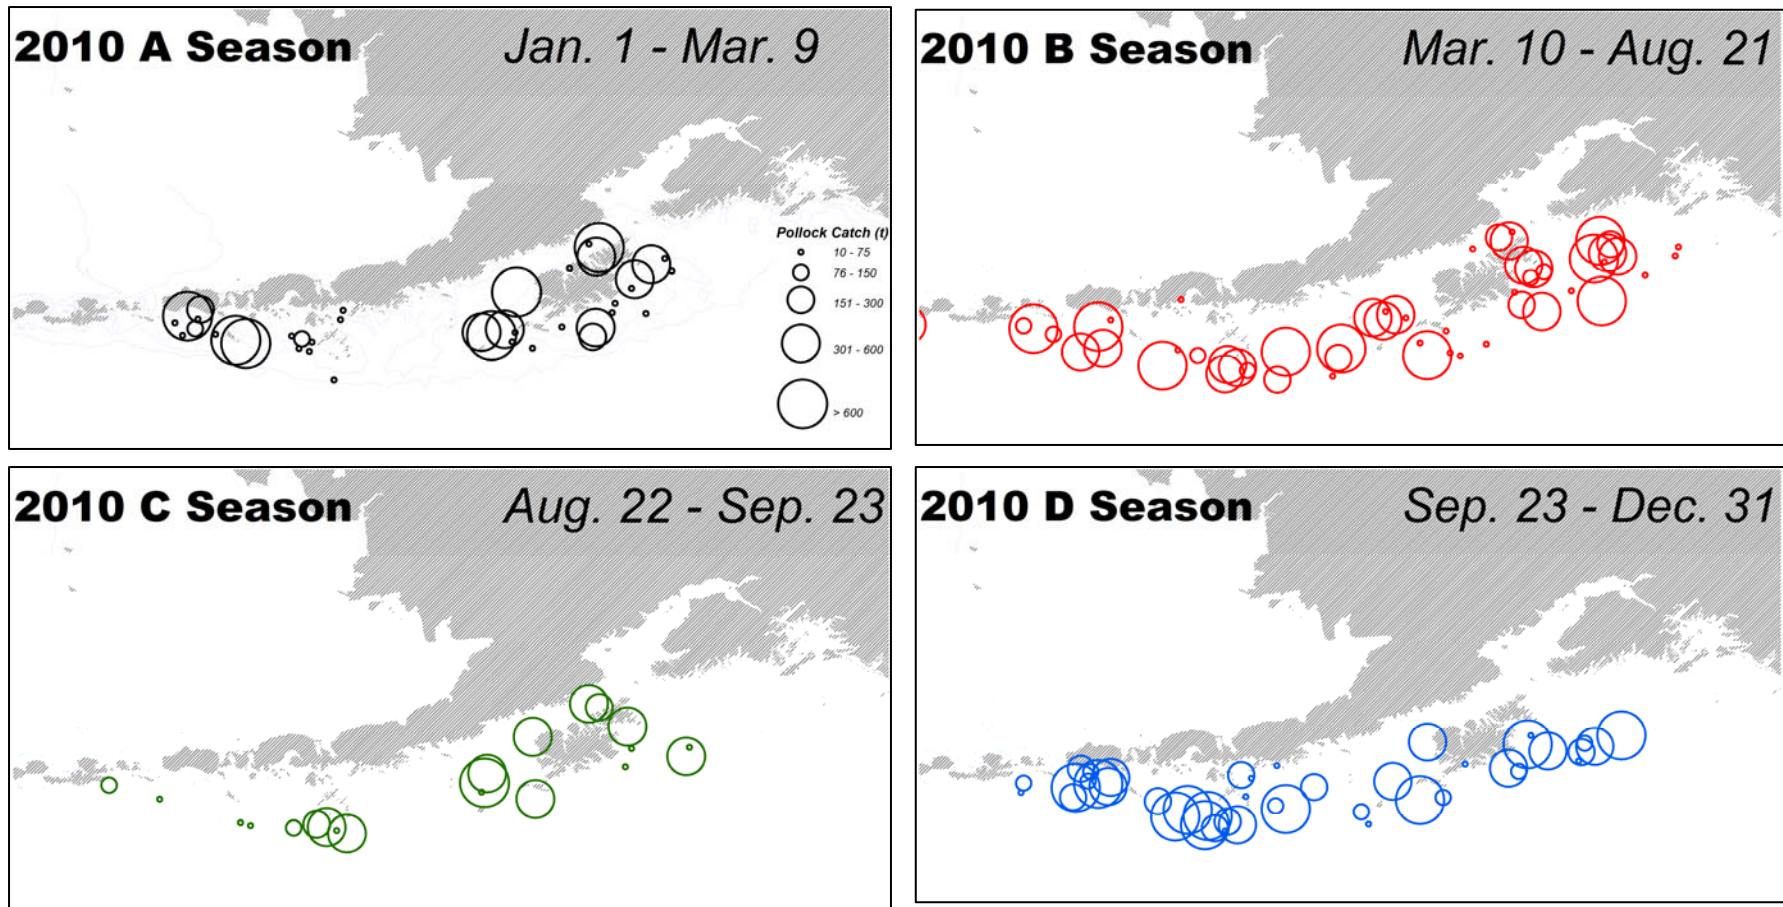 2010 A Season
Jan. 1 - Mar. 9
Pollock Catch (t)
10 - 75
76 - 150
151 - 300
301 - 600
> 600
2010 B Season
Mar. 10 - Aug. 21
2010 C Season
Aug. 22 - Sep. 23
2010 D Season
Sep. 23 - Dec. 31